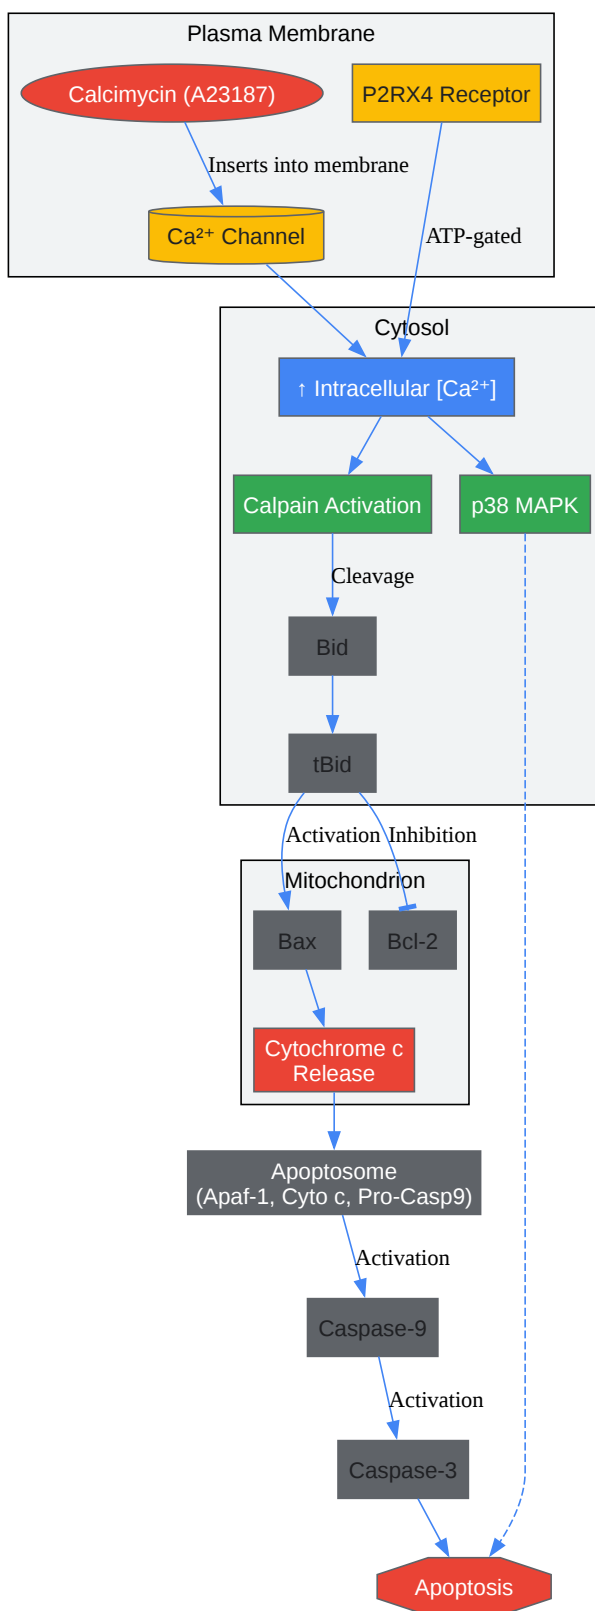 Plasma Membrane
Calcimycin (A23187)
P2RX4 Receptor
Inserts into membrane
Ca²⁺ Channel
ATP-gated
Cytosol
↑ Intracellular [Ca²⁺]
Calpain Activation
p38 MAPK
Cleavage
Bid
tBid
Activation
Inhibition
Mitochondrion
Bax
Bcl-2
Cytochrome c
Release
Apoptosome
(Apaf-1, Cyto c, Pro-Casp9)
Activation
Caspase-9
Activation
Caspase-3
Apoptosis